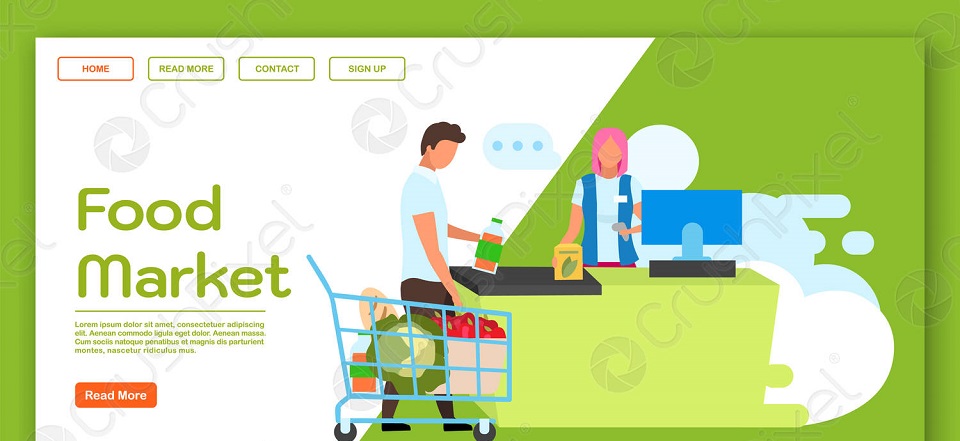 HOME
READ MORE
CONTACT
SIGN UP
Food
Market
Lorem ipsum dolor sit amet, consectetuer adipiscing
elit. Aenean commodo ligula eget dolor. Aenean massa.
Cum sociis natoque penatibus et magnis dis parturient
montes, nascetur ridiculus mus.
Read More
crushpixel